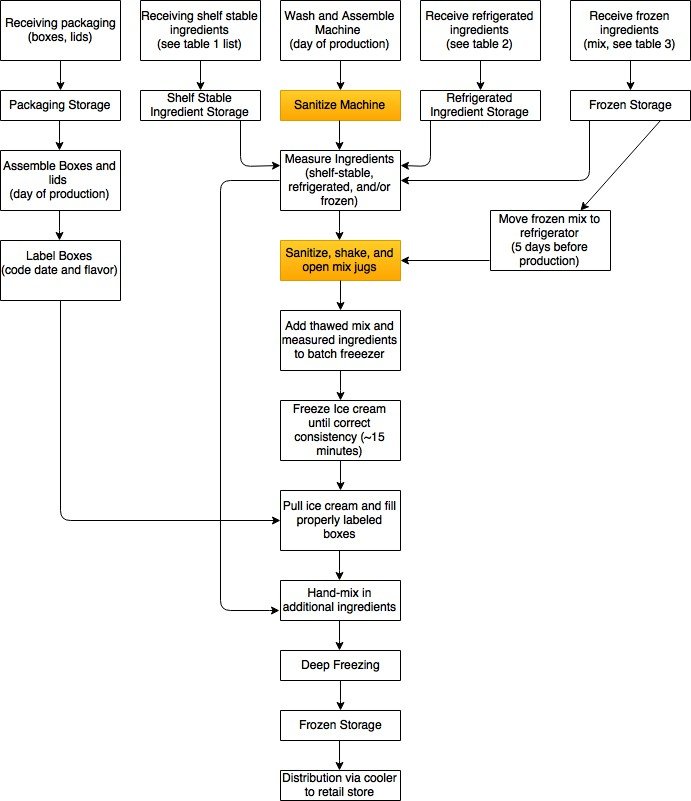 Receiving packaging
(boxes, lids)
Receiving shelf stable
ingredients
(see table 1 list)
Wash and Assemble
Machine
(day of production)
Receive refrigerated
ingredients
(see table 2)
Receive frozen
ingredients
(mix, see table 3)
Packaging Storage
Shelf Stable
Ingredient Storage
Sanitize Machine
Refrigerated
Ingredient Storage
Frozen Storage
Assemble Boxes and
lids
(day of production)
Measure Ingredients
(shelf-stable,
refrigerated, and/or
frozen)
Move frozen mix to
refrigerator
(5 days before
production)
Label Boxes
(code date and flavor)
Sanitize, shake, and
open mix jugs
Add thawed mix and
measured ingredients
to batch freeezer
Freeze Ice cream
until correct
consistency (~15
minutes)
Pull ice cream and fill
properly labeled
boxes
Hand-mix in
additional ingredients
Deep Freezing
Frozen Storage
Distribution via cooler
to retail store